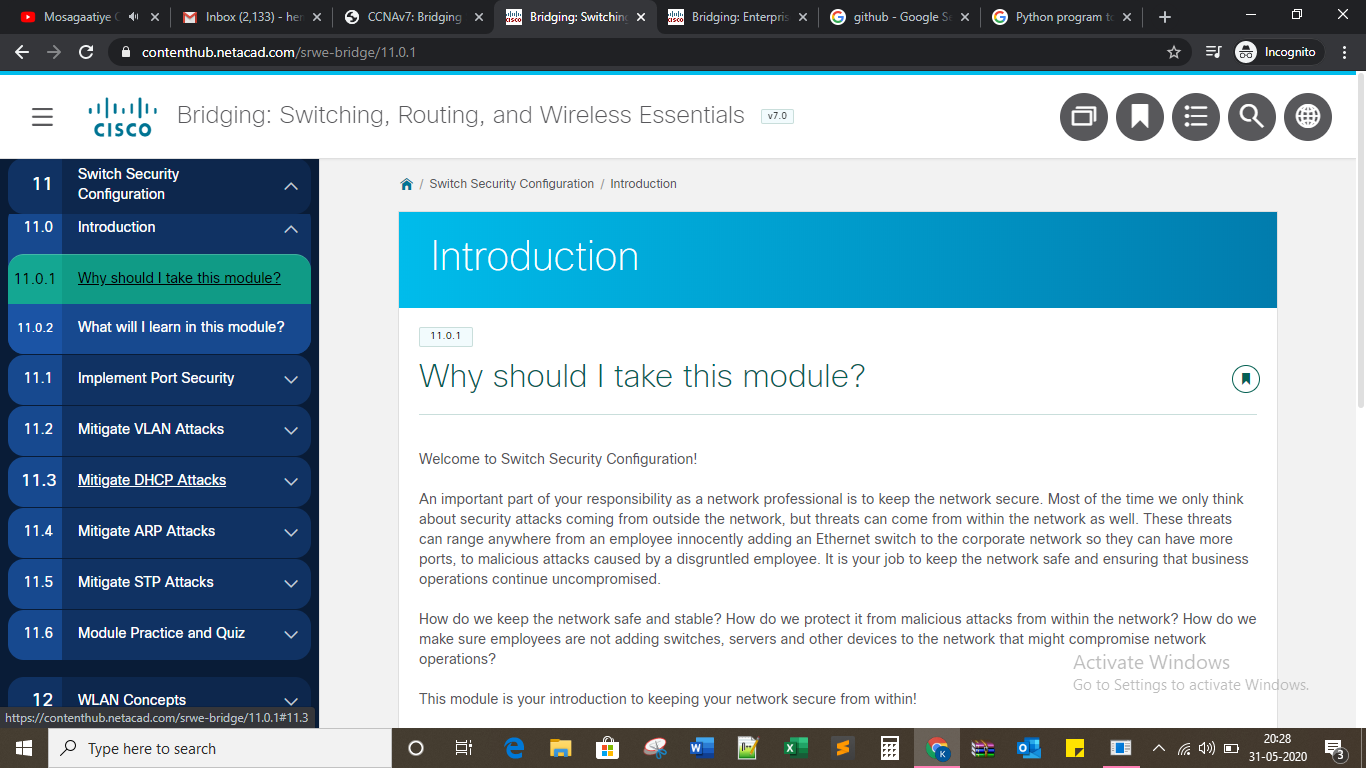 Mosagaatiye C
Inbox (2,133) - her
CCNAv7: Bridging
Bridging: Switching
Bridging: Enterpris
github - Google Se
Python program to
contenthub.netacad.com/srwe-bridge/11.0.1
Incognito
CISCO
Bridging: Switching, Routing, and Wireless Essentials
v7.0
11
Switch Security
Configuration
11.0 Introduction
11.0.1 Why should I take this module?
11.0.2 What will I learn in this module?
11.1 Implement Port Security
11.2 Mitigate VLAN Attacks
11.3 Mitigate DHCP Attacks
11.4 Mitigate ARP Attacks
11.5 Mitigate STP Attacks
11.6 Module Practice and Quiz
12 WLAN Concepts
https://contenthub.netacad.com/srwe-bridge/11.0.1#11.3
/ Switch Security Configuration / Introduction
Introduction
11.0.1
Why should I take this module?
Welcome to Switch Security Configuration!
An important part of your responsibility as a network professional is to keep the network secure. Most of the time we only think
about security attacks coming from outside the network, but threats can come from within the network as well. These threats
can range anywhere from an employee innocently adding an Ethernet switch to the corporate network so they can have more
ports, to malicious attacks caused by a disgruntled employee. It is your job to keep the network safe and ensuring that business
operations continue uncompromised.
How do we keep the network safe and stable? How do we protect it from malicious attacks from within the network? How do we
make sure employees are not adding switches, servers and other devices to the network that might compromise network
operations?
This module is your introduction to keeping your network secure from within!
Activate Windows
Go to Settings to activate Windows.
Type here to search
20:28
31-05-2020
3